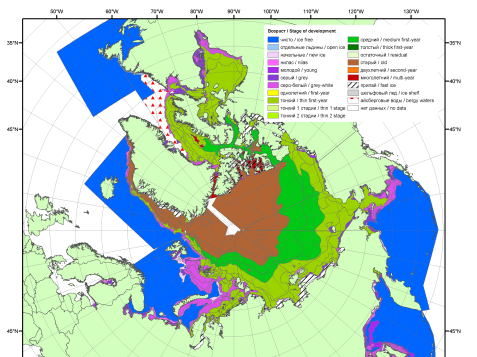 50°W 60°W 70°W 80°W 90°W 100°W 110°W 120°W 130°W
35°N
40°N
45°N
45°N
35°N
40°N
45°N
45°N
Возраст / Stage of development
чисто / ice free
отдельные льдины / open ice
начальные / new ice
нилас / nilas
молодой / young
серый / grey
серо-белый / grey-white
однолетний / first-year
тонкий / thin first-year
тонкий 1 стадии / thin 1 stage
тонкий 2 стадии / thin 2 stage
средний / medium first-year
толстый / thick first-year
остаточный / residual
старый / old
двухлетний / second-year
многолетний / multi-year
припай / fast ice
шельфовый лед / ice shelf
айсберговые воды / bergy waters
нет данных / no data